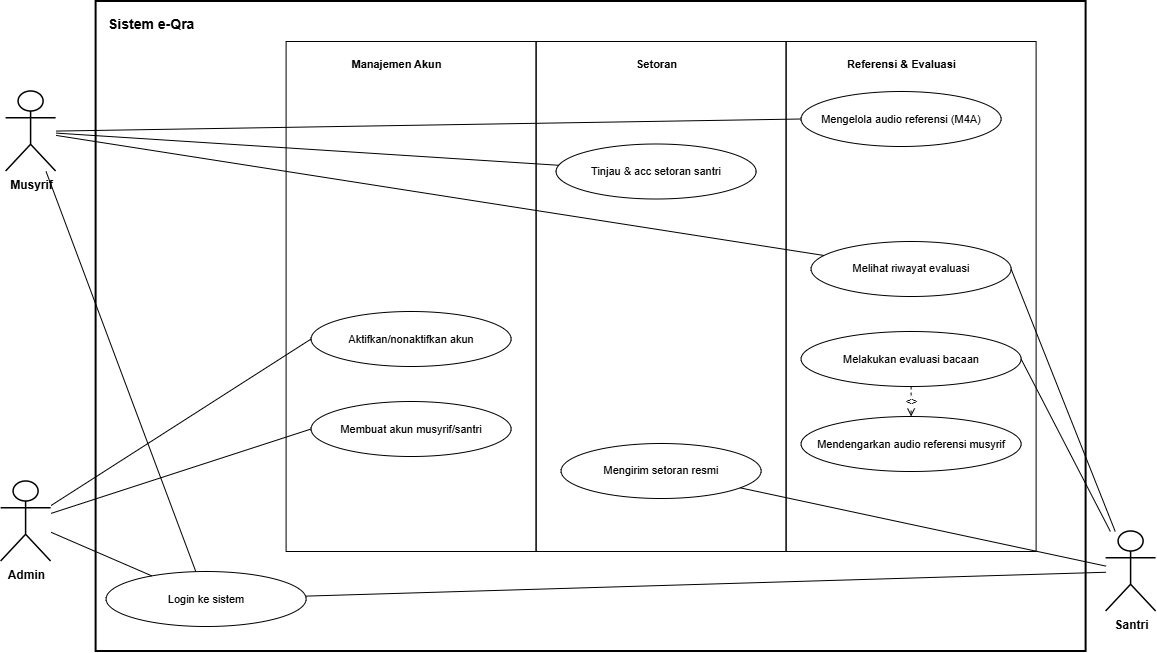 Sistem e-Qra
Manajemen Akun
Setoran
Referensi & Evaluasi
Mengelola audio referensi (M4A)
Musyrif
Tinjau & acc setoran santri
Melihat riwayat evaluasi
Aktifkan/nonaktifkan akun
Melakukan evaluasi bacaan
<>
Membuat akun musyrif/santri
Mendengarkan audio referensi musyrif
Mengirim setoran resmi
Admin
Login ke sistem
Santri